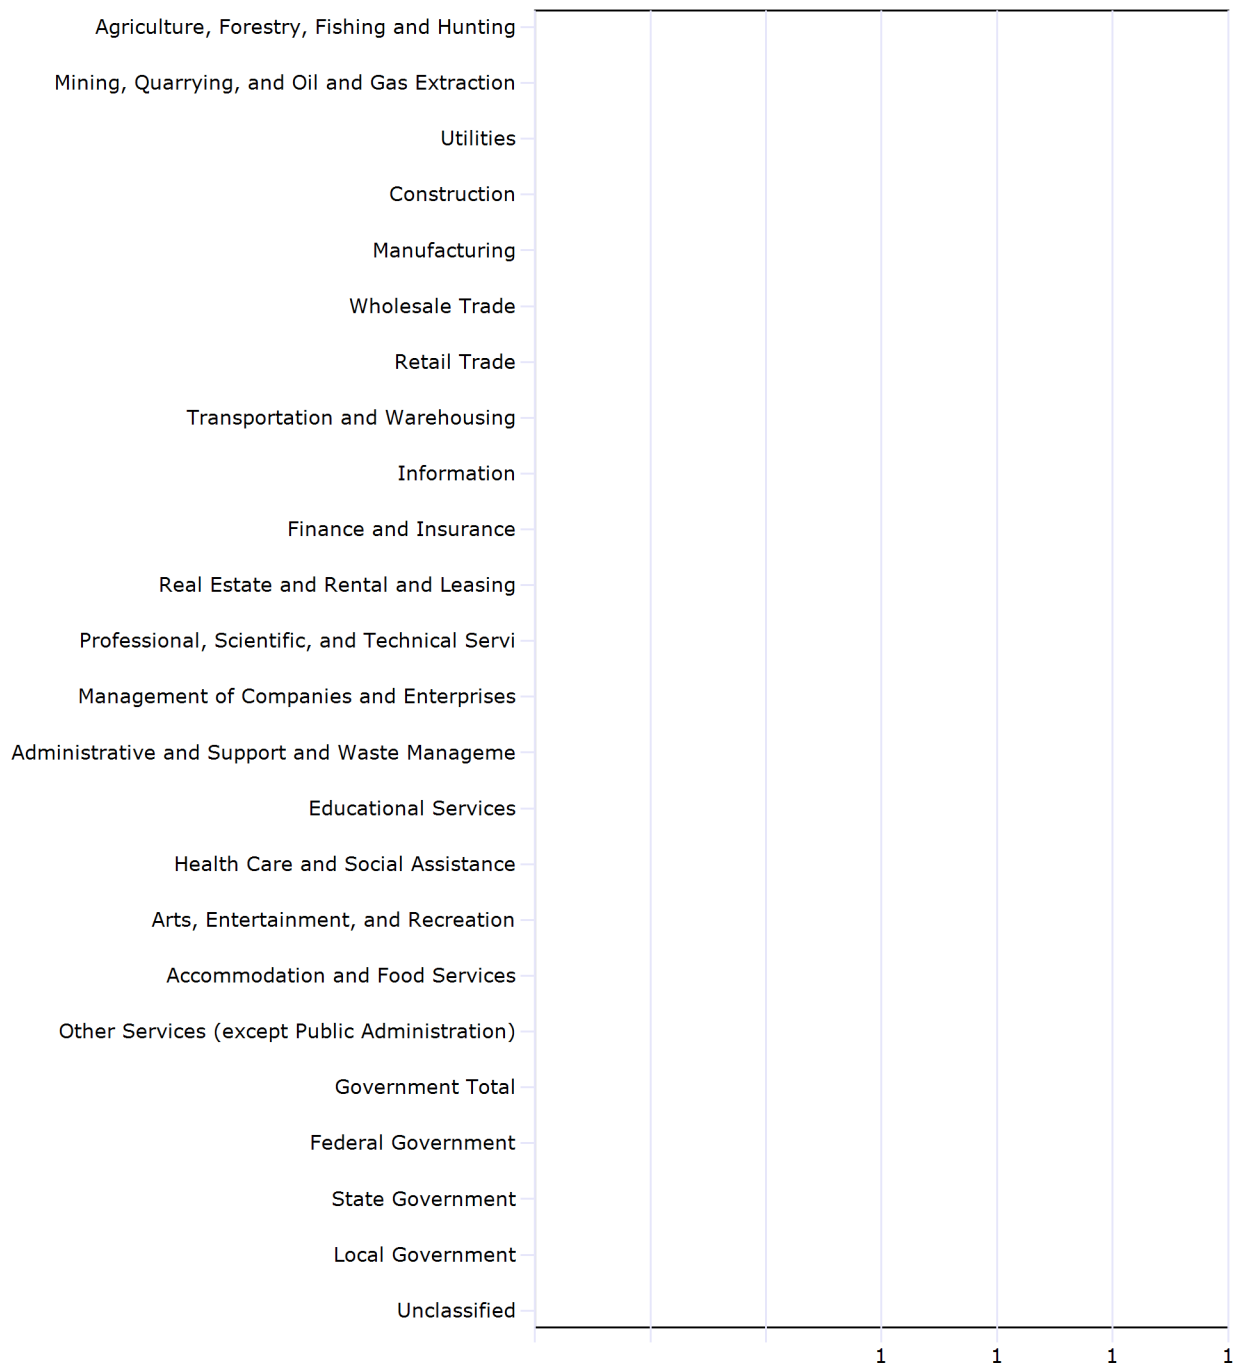 Agriculture, Forestry, Fishing and Hunting
Mining, Quarrying, and Oil and Gas Extraction
Utilities
Construction
Manufacturing
Wholesale Trade
Retail Trade
Transportation and Warehousing
Information
Finance and Insurance
Real Estate and Rental and Leasing
Professional, Scientific, and Technical Servi
Management of Companies and Enterprises
Administrative and Support and Waste Manageme
Educational Services
Health Care and Social Assistance
Arts, Entertainment, and Recreation
Accommodation and Food Services
Other Services (except Public Administration)
Government Total
Federal Government
State Government
Local Government
Unclassified
1 1 1 1